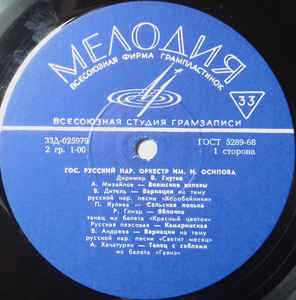 МЕЛОДИЯ
ВСЕСОЮЗНАЯ ФИРМА ГРАМПЛАСТИНОК
33
ВСЕСОЮЗНАЯ СТУДИЯ ГРАМЗАПИСИ
33Д-025979 ГОСТ 5289-68
2 гр. 1-00 1 сторона
ГОС. РУССКИЙ НАР. ОРКЕСТР ИМ. Н. ОСИПОВА
Дирижер В. Гнутов
А. Михайлов — Волжские напевы
В. Дитель — Вариации на тему
русской нар. песни «Коробейники»
П. Куликов — Сельская полька
Р. Глиэр — Яблочко
танец из балета «Красный цветок»
Русская плясовая — Камаринская
В. Андреев — Вариации на тему
русской нар. песни «Светит месяц»
А. Хачатурян — Танец с саблями
из балета «Гаянэ»